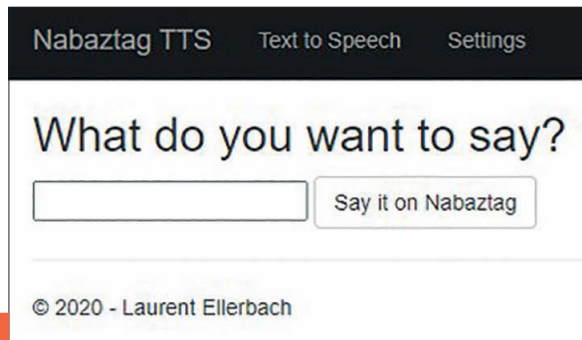 Nabaztag TTS Text to Speech Settings
What do you want to say?
Say it on Nabaztag
© 2020 - Laurent Ellerbach